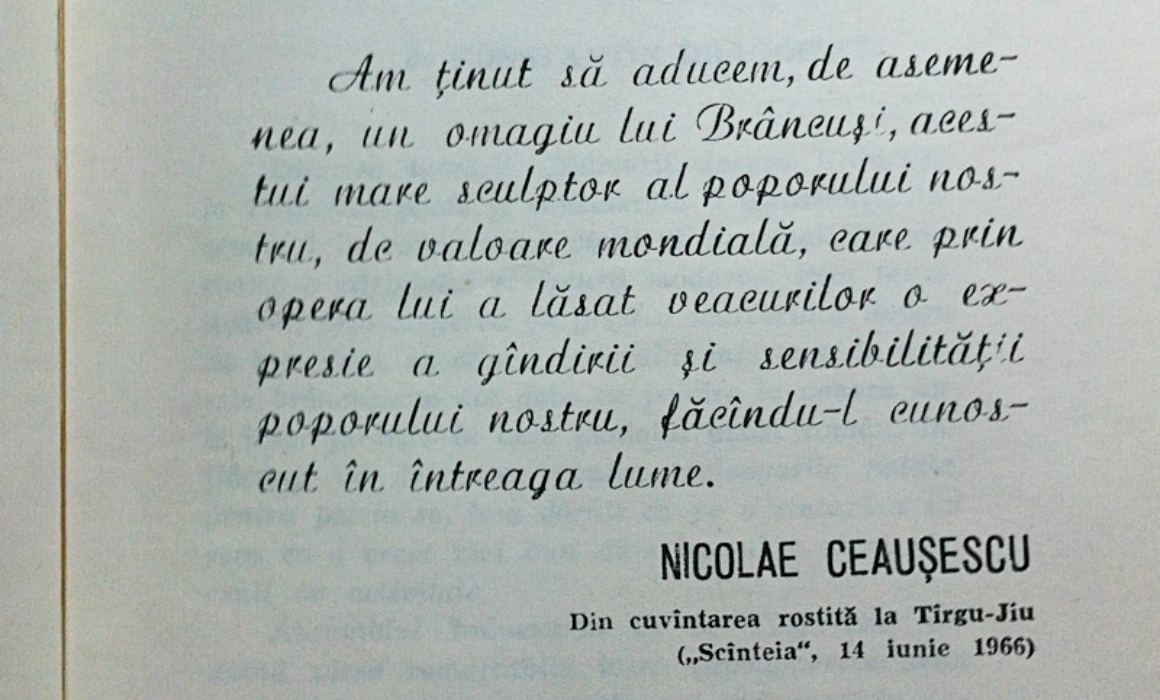 Am ținut să aducem, de aseme-
nea, un omagiu lui Brâncuși, aces-
tui mare sculptor al poporului nos-
tru, de valoare mondială, care prin
opera lui a lăsat veacurilor o ex-
presie a gîndirii și sensibilității
poporului nostru, făcîndu-l cunos-
cut în întreaga lume.
NICOLAE CEAUȘESCU
Din cuvîntarea rostită la Tîrgu-Jiu
(„Scînteia“, 14 iunie 1966)